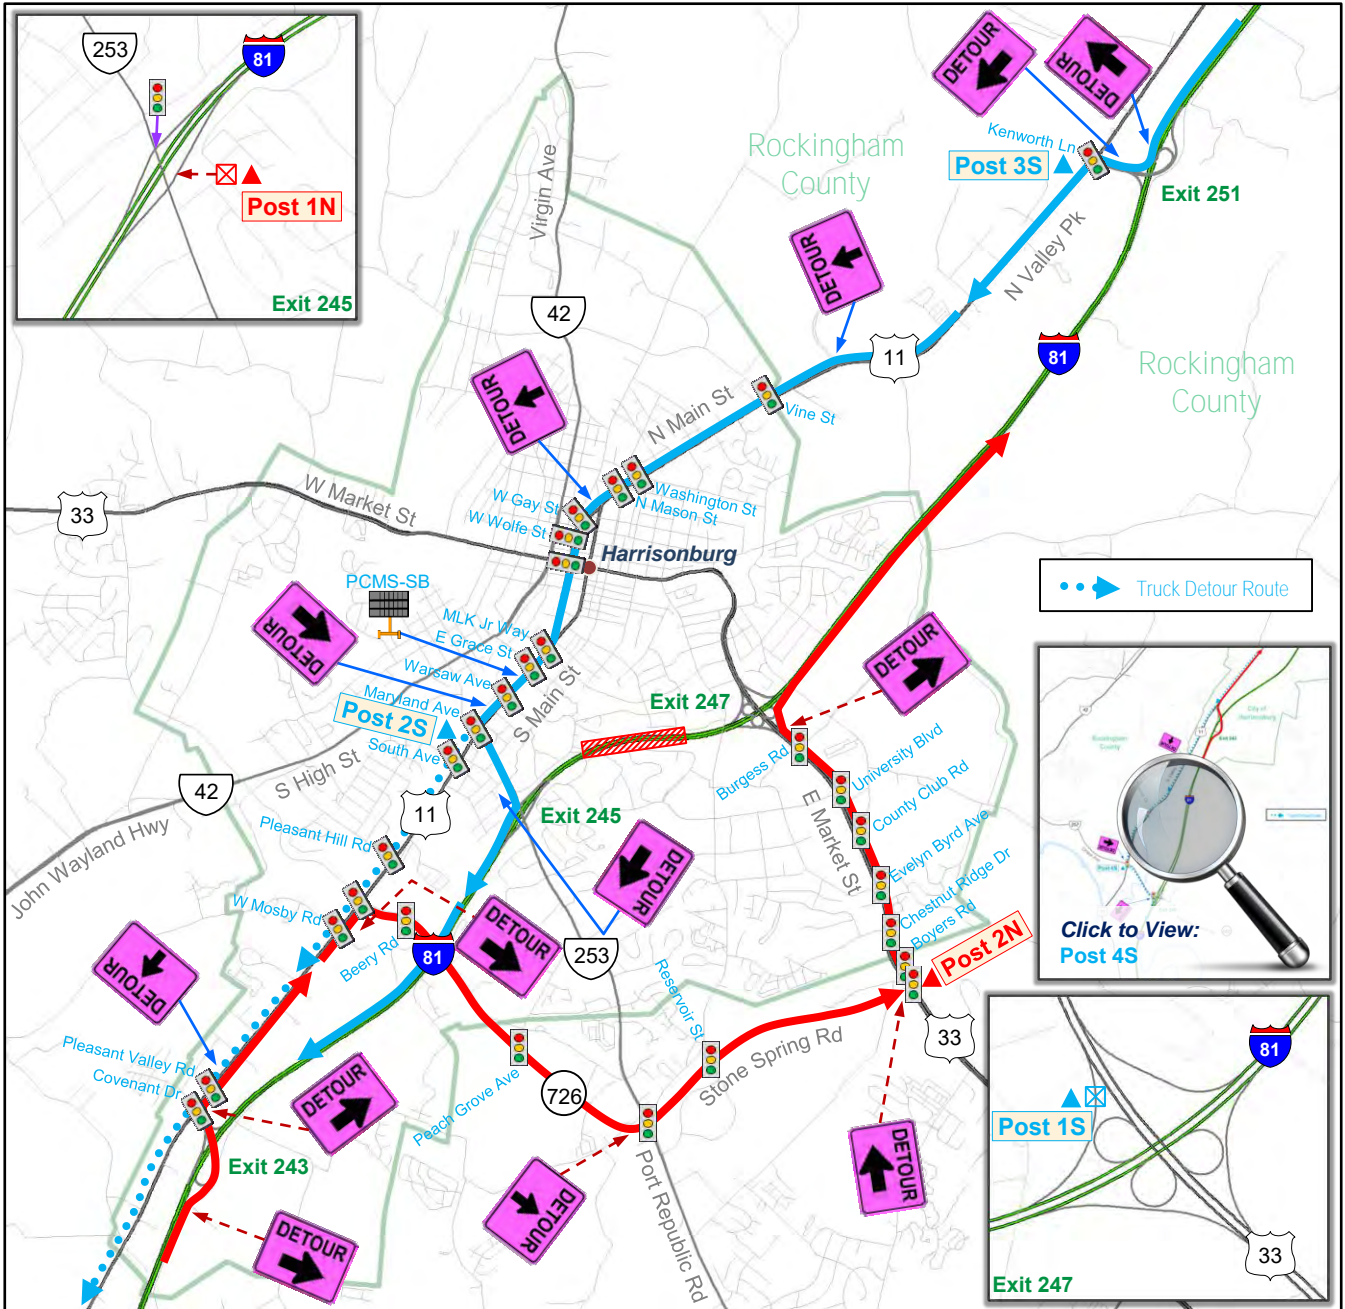 253
81
Post 1N
Exit 245
DETOUR
DETOUR
Kenworth Ln
Post 3S
Exit 251
Rockingham
County
Virgin Ave
N Valley Pk
DETOUR
42
11
81
Rockingham
County
DETOUR
N Main St
Vine St
W Market St
33
Washington St
N Mason St
W Gay St
W Wolfe St
Harrisonburg
PCMS-SB
Truck Detour Route
DETOUR
MLK Jr Way
E Grace St
Warsaw Ave
Maryland Ave
Post 2S
South Ave
S Main St
DETOUR
Exit 247
S High St
42
11
John Wayland Hwy
Exit 245
Burgess Rd
University Blvd
County Club Rd
E Market St
Evelyn Byrd Ave
Chestnut Ridge Dr
Boyers Rd
Pleasant Hill Rd
W Mosby Rd
Beery Rd
DETOUR
DETOUR
DETOUR
81
253
Reservoir St
Post 2N
33
Click to View:
Post 4S
Pleasant Valley Rd
Covenant Dr
DETOUR
Peach Grove Ave
726
Stone Spring Rd
Exit 243
DETOUR
DETOUR
DETOUR
Port Republic Rd
81
Post 1S
33
Exit 247